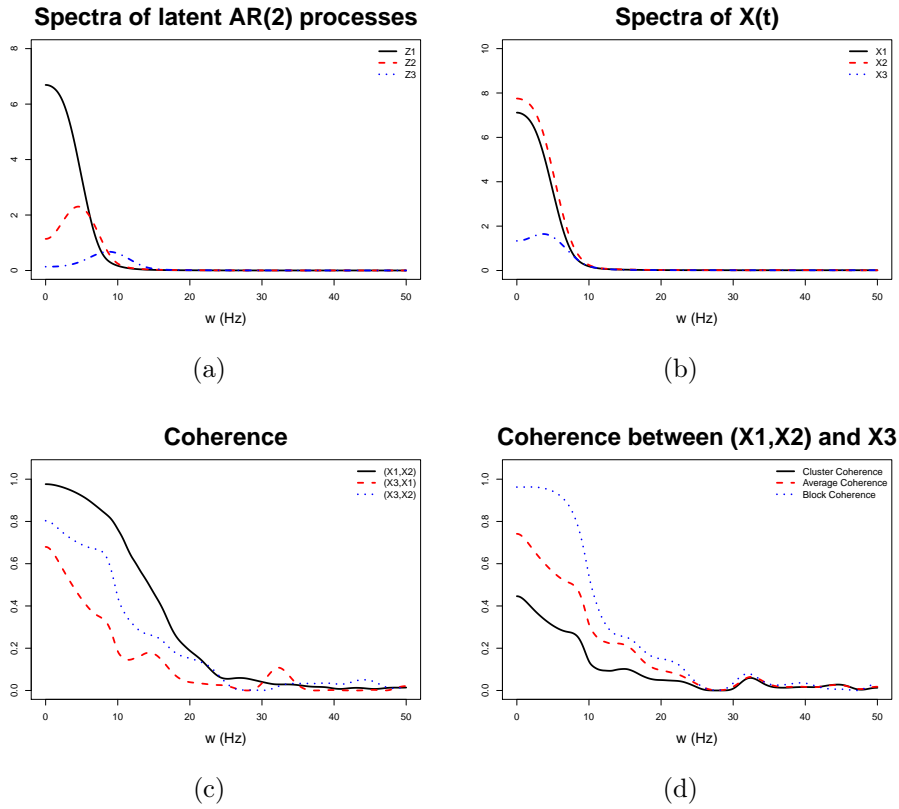 Spectra of latent AR(2) processes
Z1
Z2
Z3
8
6
4
2
0
0 10 20 30 40 50
w (Hz)
(a)
Spectra of X(t)
X1
X2
X3
10
8
6
4
2
0
0 10 20 30 40 50
w (Hz)
(b)
Coherence
(X1,X2)
(X3,X1)
(X3,X2)
1.0
0.8
0.6
0.4
0.2
0.0
0 10 20 30 40 50
w (Hz)
(c)
Coherence between (X1,X2) and X3
Cluster Coherence
Average Coherence
Block Coherence
1.0
0.8
0.6
0.4
0.2
0.0
0 10 20 30 40 50
w (Hz)
(d)